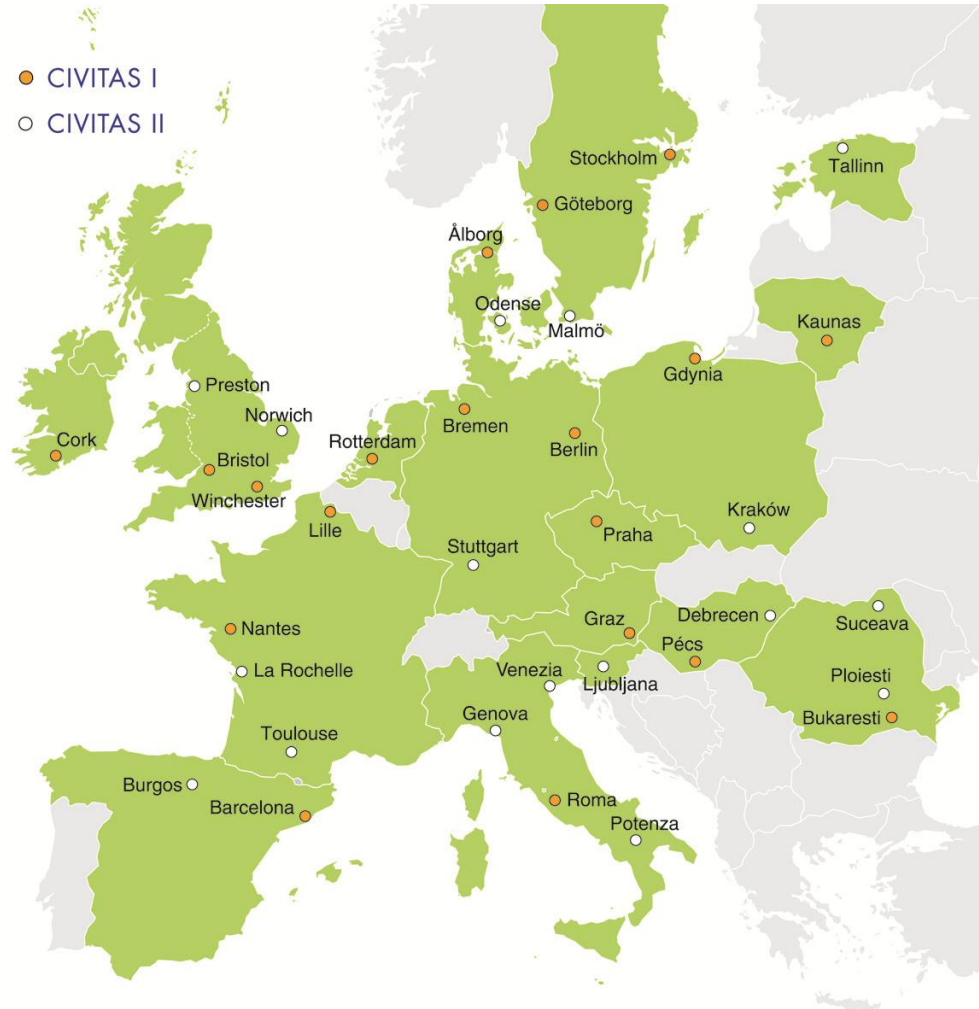 CIVITAS I
CIVITAS II
Stockholm
Tallinn
Göteborg
Ålborg
Odense
Malmö
Kaunas
Gdynia
Preston
Norwich
Bremen
Cork
Rotterdam
Berlin
Bristol
Winchester
Lille
Kraków
Praha
Stuttgart
Graz
Debrecen
Suceava
Nantes
Pécs
La Rochelle
Venezia
Ljubljana
Ploiesti
Genova
Bukaresti
Toulouse
Burgos
Barcelona
Roma
Potenza